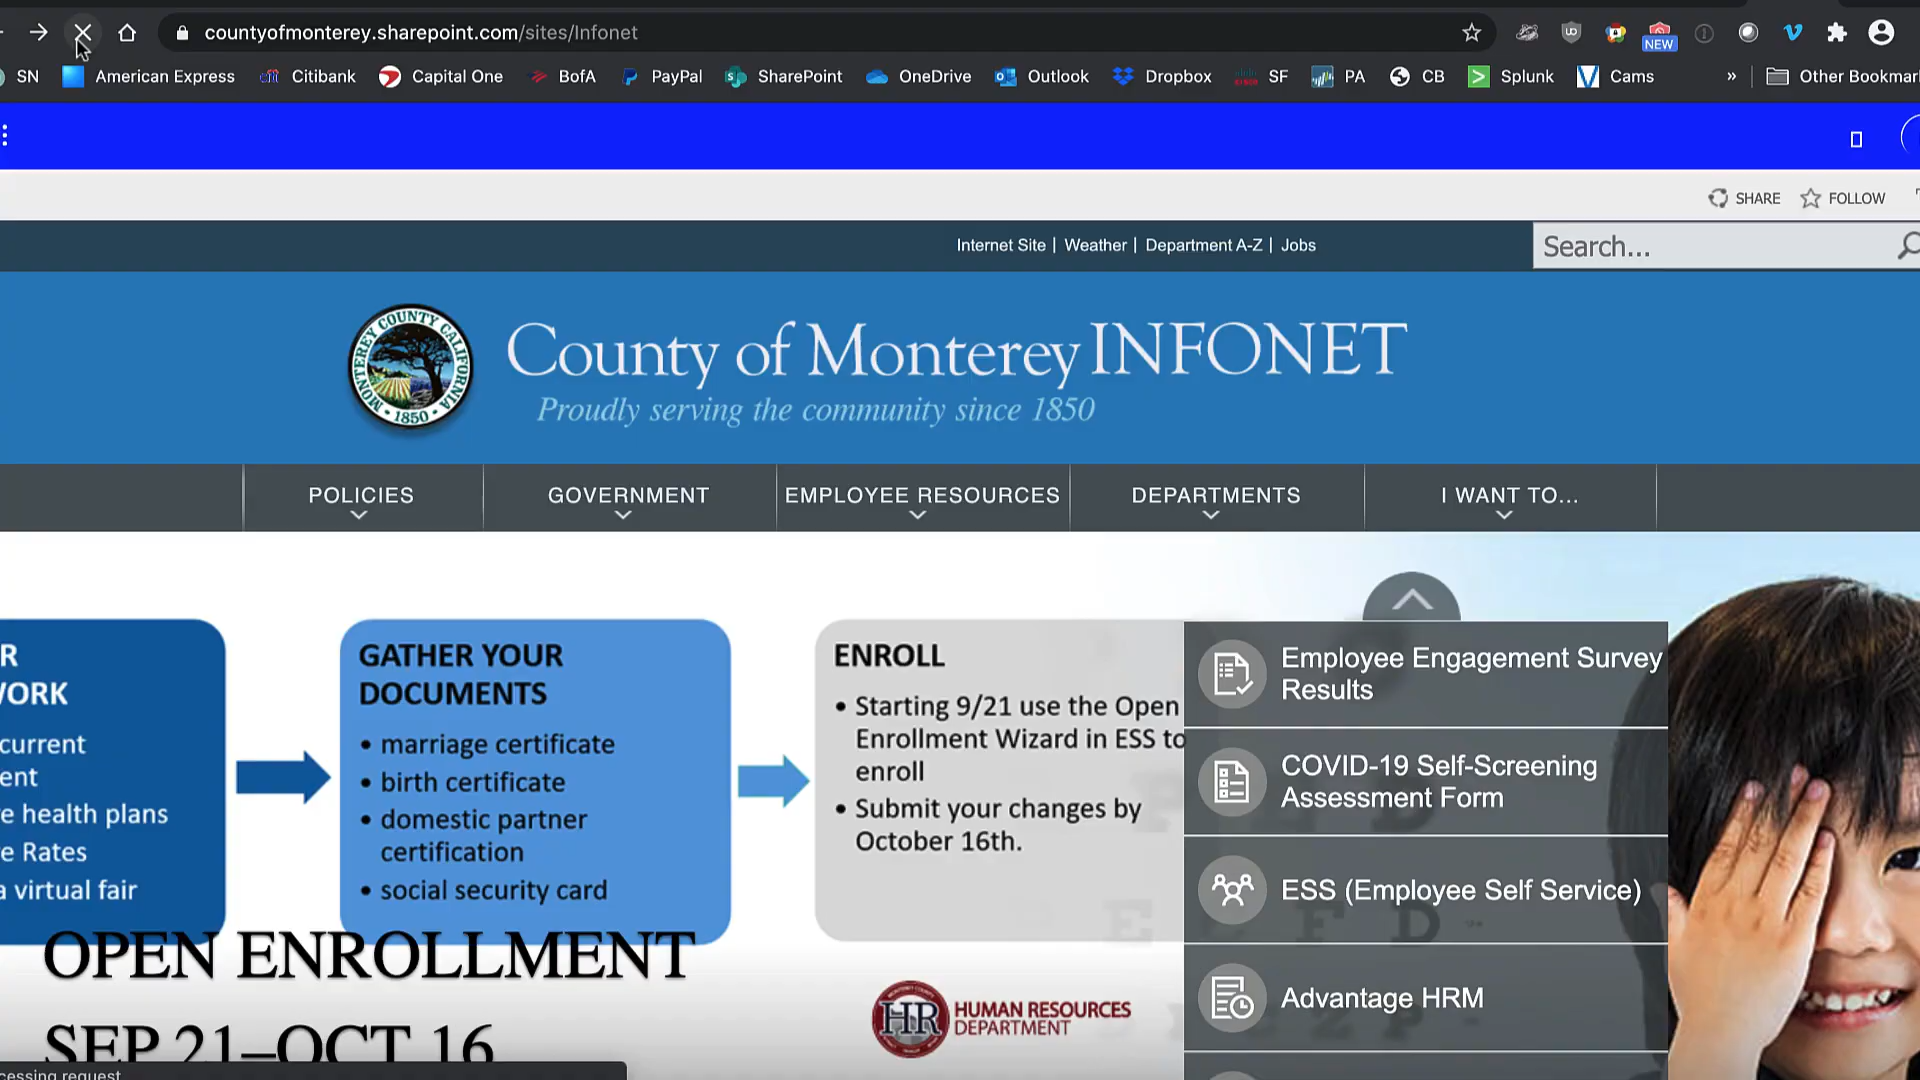 countyofmonterey.sharepoint.com/sites/Infonet
NEW
SN American Express Citibank Capital One BofA PayPal SharePoint OneDrive Outlook Dropbox SF PA CB Splunk Cams » Other Bookmar
SHARE FOLLOW
Internet Site | Weather | Department A-Z | Jobs
Search...
MONTEREY COUNTY CALIFORNIA
1850
County of Monterey INFONET
Proudly serving the community since 1850
POLICIES GOVERNMENT EMPLOYEE RESOURCES DEPARTMENTS I WANT TO...
R
WORK
current
ent
e health plans
e Rates
a virtual fair
GATHER YOUR
DOCUMENTS
• marriage certificate
• birth certificate
• domestic partner
certification
• social security card
ENROLL
• Starting 9/21 use the Open
Enrollment Wizard in ESS to
enroll
• Submit your changes by
October 16th.
Employee Engagement Survey
Results
COVID-19 Self-Screening
Assessment Form
ESS (Employee Self Service)
Advantage HRM
OPEN ENROLLMENT
SEP 21–OCT 16
HR
HUMAN RESOURCES
DEPARTMENT
cessing request